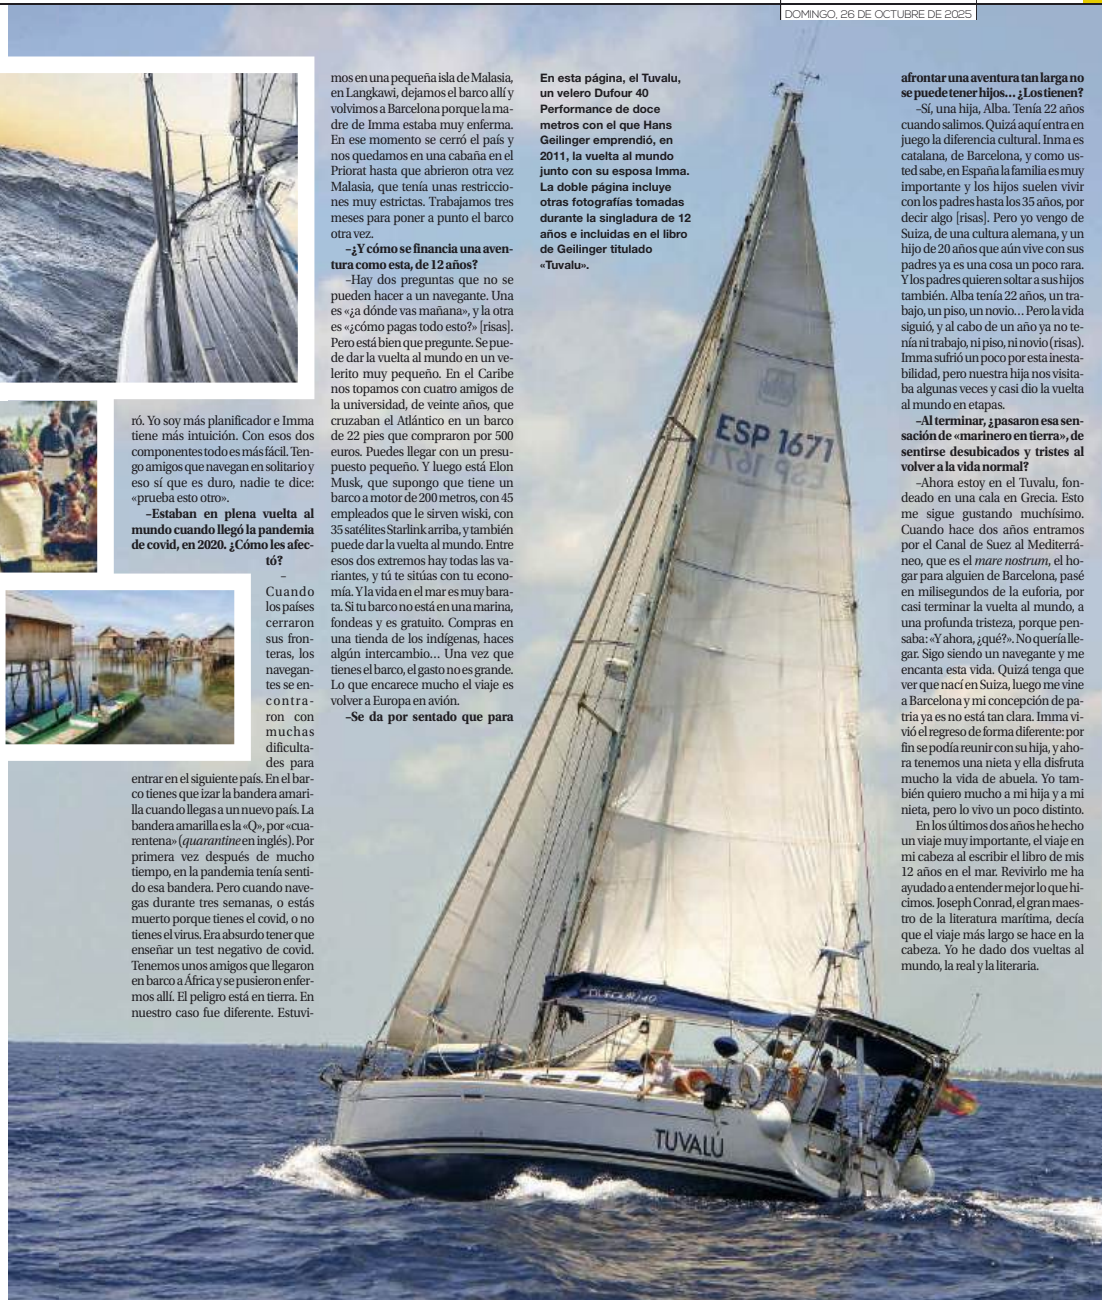 DOMINGO, 26 DE OCTUBRE DE 2025
ró. Yo soy más planificador e Imma
tiene más intuición. Con esos dos
componentes todo es más fácil. Ten-
go amigos que navegan en solitario y
eso sí que es duro, nadie te dice:
«prueba esto otro».
–Estaban en plena vuelta al
mundo cuando llegó la pandemia
de covid, en 2020. ¿Cómo les afec-
tó?
–
Cuando
los países
cerraron
sus fron-
teras, los
navegan-
tes se en-
contra-
ron con
muchas
dificulta-
des para
entrar en el siguiente país. En el bar-
co tienes que izar la bandera amari-
lla cuando llegas a un nuevo país. La
bandera amarilla es la «Q», por «cua-
rentena» (quarantine en inglés). Por
primera vez después de mucho
tiempo, en la pandemia tenía senti-
do esa bandera. Pero cuando nave-
gas durante tres semanas, o estás
muerto porque tienes el covid, o no
tienes el virus. Era absurdo tener que
enseñar un test negativo de covid.
Tenemos unos amigos que llegaron
en barco a África y se pusieron enfer-
mos allí. El peligro está en tierra. En
nuestro caso fue diferente. Estuvi-
mos en una pequeña isla de Malasia,
en Langkawi, dejamos el barco allí y
volvimos a Barcelona porque la ma-
dre de Imma estaba muy enferma.
En ese momento se cerró el país y
nos quedamos en una cabaña en el
Priorat hasta que abrieron otra vez
Malasia, que tenía unas restriccio-
nes muy estrictas. Trabajamos tres
meses para poner a punto el barco
otra vez.
–¿Y cómo se financia una aven-
tura como esta, de 12 años?
–Hay dos preguntas que no se
pueden hacer a un navegante. Una
es «¿a dónde vas mañana», y la otra
es «¿cómo pagas todo esto?» [risas].
Pero está bien que pregunte. Se pue-
de dar la vuelta al mundo en un ve-
lerito muy pequeño. En el Caribe
nos topamos con cuatro amigos de
la universidad, de veinte años, que
cruzaban el Atlántico en un barco
de 22 pies que compraron por 500
euros. Puedes llegar con un presu-
puesto pequeño. Y luego está Elon
Musk, que supongo que tiene un
barco a motor de 200 metros, con 45
empleados que le sirven wiski, con
35 satélites Starlink arriba, y también
puede dar la vuelta al mundo. Entre
esos dos extremos hay todas las va-
riantes, y tú te sitúas con tu econo-
mía. Y la vida en el mar es muy bara-
ta. Si tu barco no está en una marina,
fondeas y es gratuito. Compras en
una tienda de los indígenas, haces
algún intercambio... Una vez que
tienes el barco, el gasto no es grande.
Lo que encarece mucho el viaje es
volver a Europa en avión.
–Se da por sentado que para
En esta página, el Tuvalu,
un velero Dufour 40
Performance de doce
metros con el que Hans
Geilinger emprendió, en
2011, la vuelta al mundo
junto con su esposa Imma.
La doble página incluye
otras fotografías tomadas
durante la singladura de 12
años e incluidas en el libro
de Geilinger titulado
«Tuvalu».
afrontar una aventura tan larga no
se puede tener hijos... ¿Los tienen?
–Sí, una hija, Alba. Tenía 22 años
cuando salimos. Quizá aquí entra en
juego la diferencia cultural. Inma es
catalana, de Barcelona, y como us-
ted sabe, en España la familia es muy
importante y los hijos suelen vivir
con los padres hasta los 35 años, por
decir algo [risas]. Pero yo vengo de
Suiza, de una cultura alemana, y un
hijo de 20 años que aún vive con sus
padres ya es una cosa un poco rara.
Y los padres quieren soltar a sus hijos
también. Alba tenía 22 años, un tra-
bajo, un piso, un novio... Pero la vida
siguió, y al cabo de un año ya no te-
nía ni trabajo, ni piso, ni novio (risas).
Imma sufrió un poco por esta inesta-
bilidad, pero nuestra hija nos visita-
ba algunas veces y casi dio la vuelta
al mundo en etapas.
–Al terminar, ¿pasaron esa sen-
sación de «marinero en tierra», de
sentirse desubicados y tristes al
volver a la vida normal?
–Ahora estoy en el Tuvalu, fon-
deado en una cala en Grecia. Esto
me sigue gustando muchísimo.
Cuando hace dos años entramos
por el Canal de Suez al Mediterrá-
neo, que es el mare nostrum, el ho-
gar para alguien de Barcelona, pasé
en milisegundos de la euforia, por
casi terminar la vuelta al mundo, a
una profunda tristeza, porque pen-
saba: «Y ahora, ¿qué?». No quería lle-
gar. Sigo siendo un navegante y me
encanta esta vida. Quizá tenga que
ver que nací en Suiza, luego me vine
a Barcelona y mi concepción de pa-
tria ya es no está tan clara. Imma vi-
vió el regreso de forma diferente: por
fin se podía reunir con su hija, y aho-
ra tenemos una nieta y ella disfruta
mucho la vida de abuela. Yo tam-
bién quiero mucho a mi hija y a mi
nieta, pero lo vivo un poco distinto.
En los últimos dos años he hecho
un viaje muy importante, el viaje en
mi cabeza al escribir el libro de mis
12 años en el mar. Revivirlo me ha
ayudado a entender mejor lo que hi-
cimos. Joseph Conrad, el gran maes-
tro de la literatura marítima, decía
que el viaje más largo se hace en la
cabeza. Yo he dado dos vueltas al
mundo, la real y la literaria.
ESP 1671
ESP 1671
DUFOUR 40
TUVALÚ